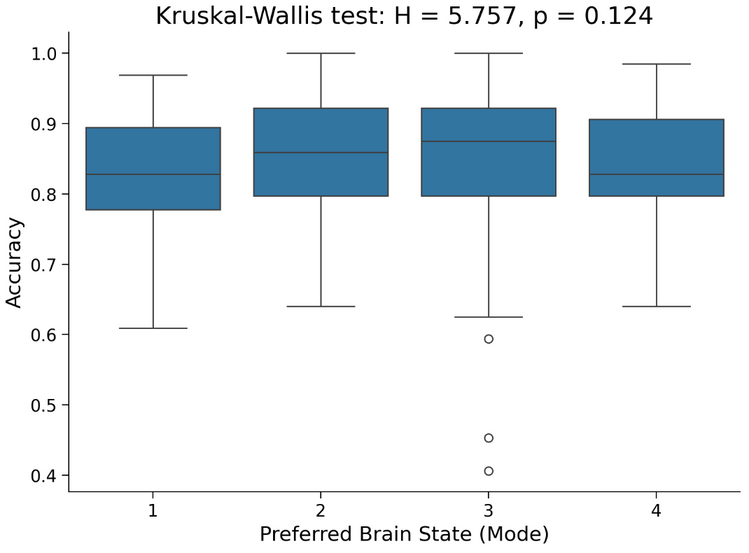 Kruskal-Wallis test: H = 5.757, p = 0.124
1.0
0.9
0.8
0.7
0.6
0.5
0.4
Accuracy
1 2 3 4
Preferred Brain State (Mode)